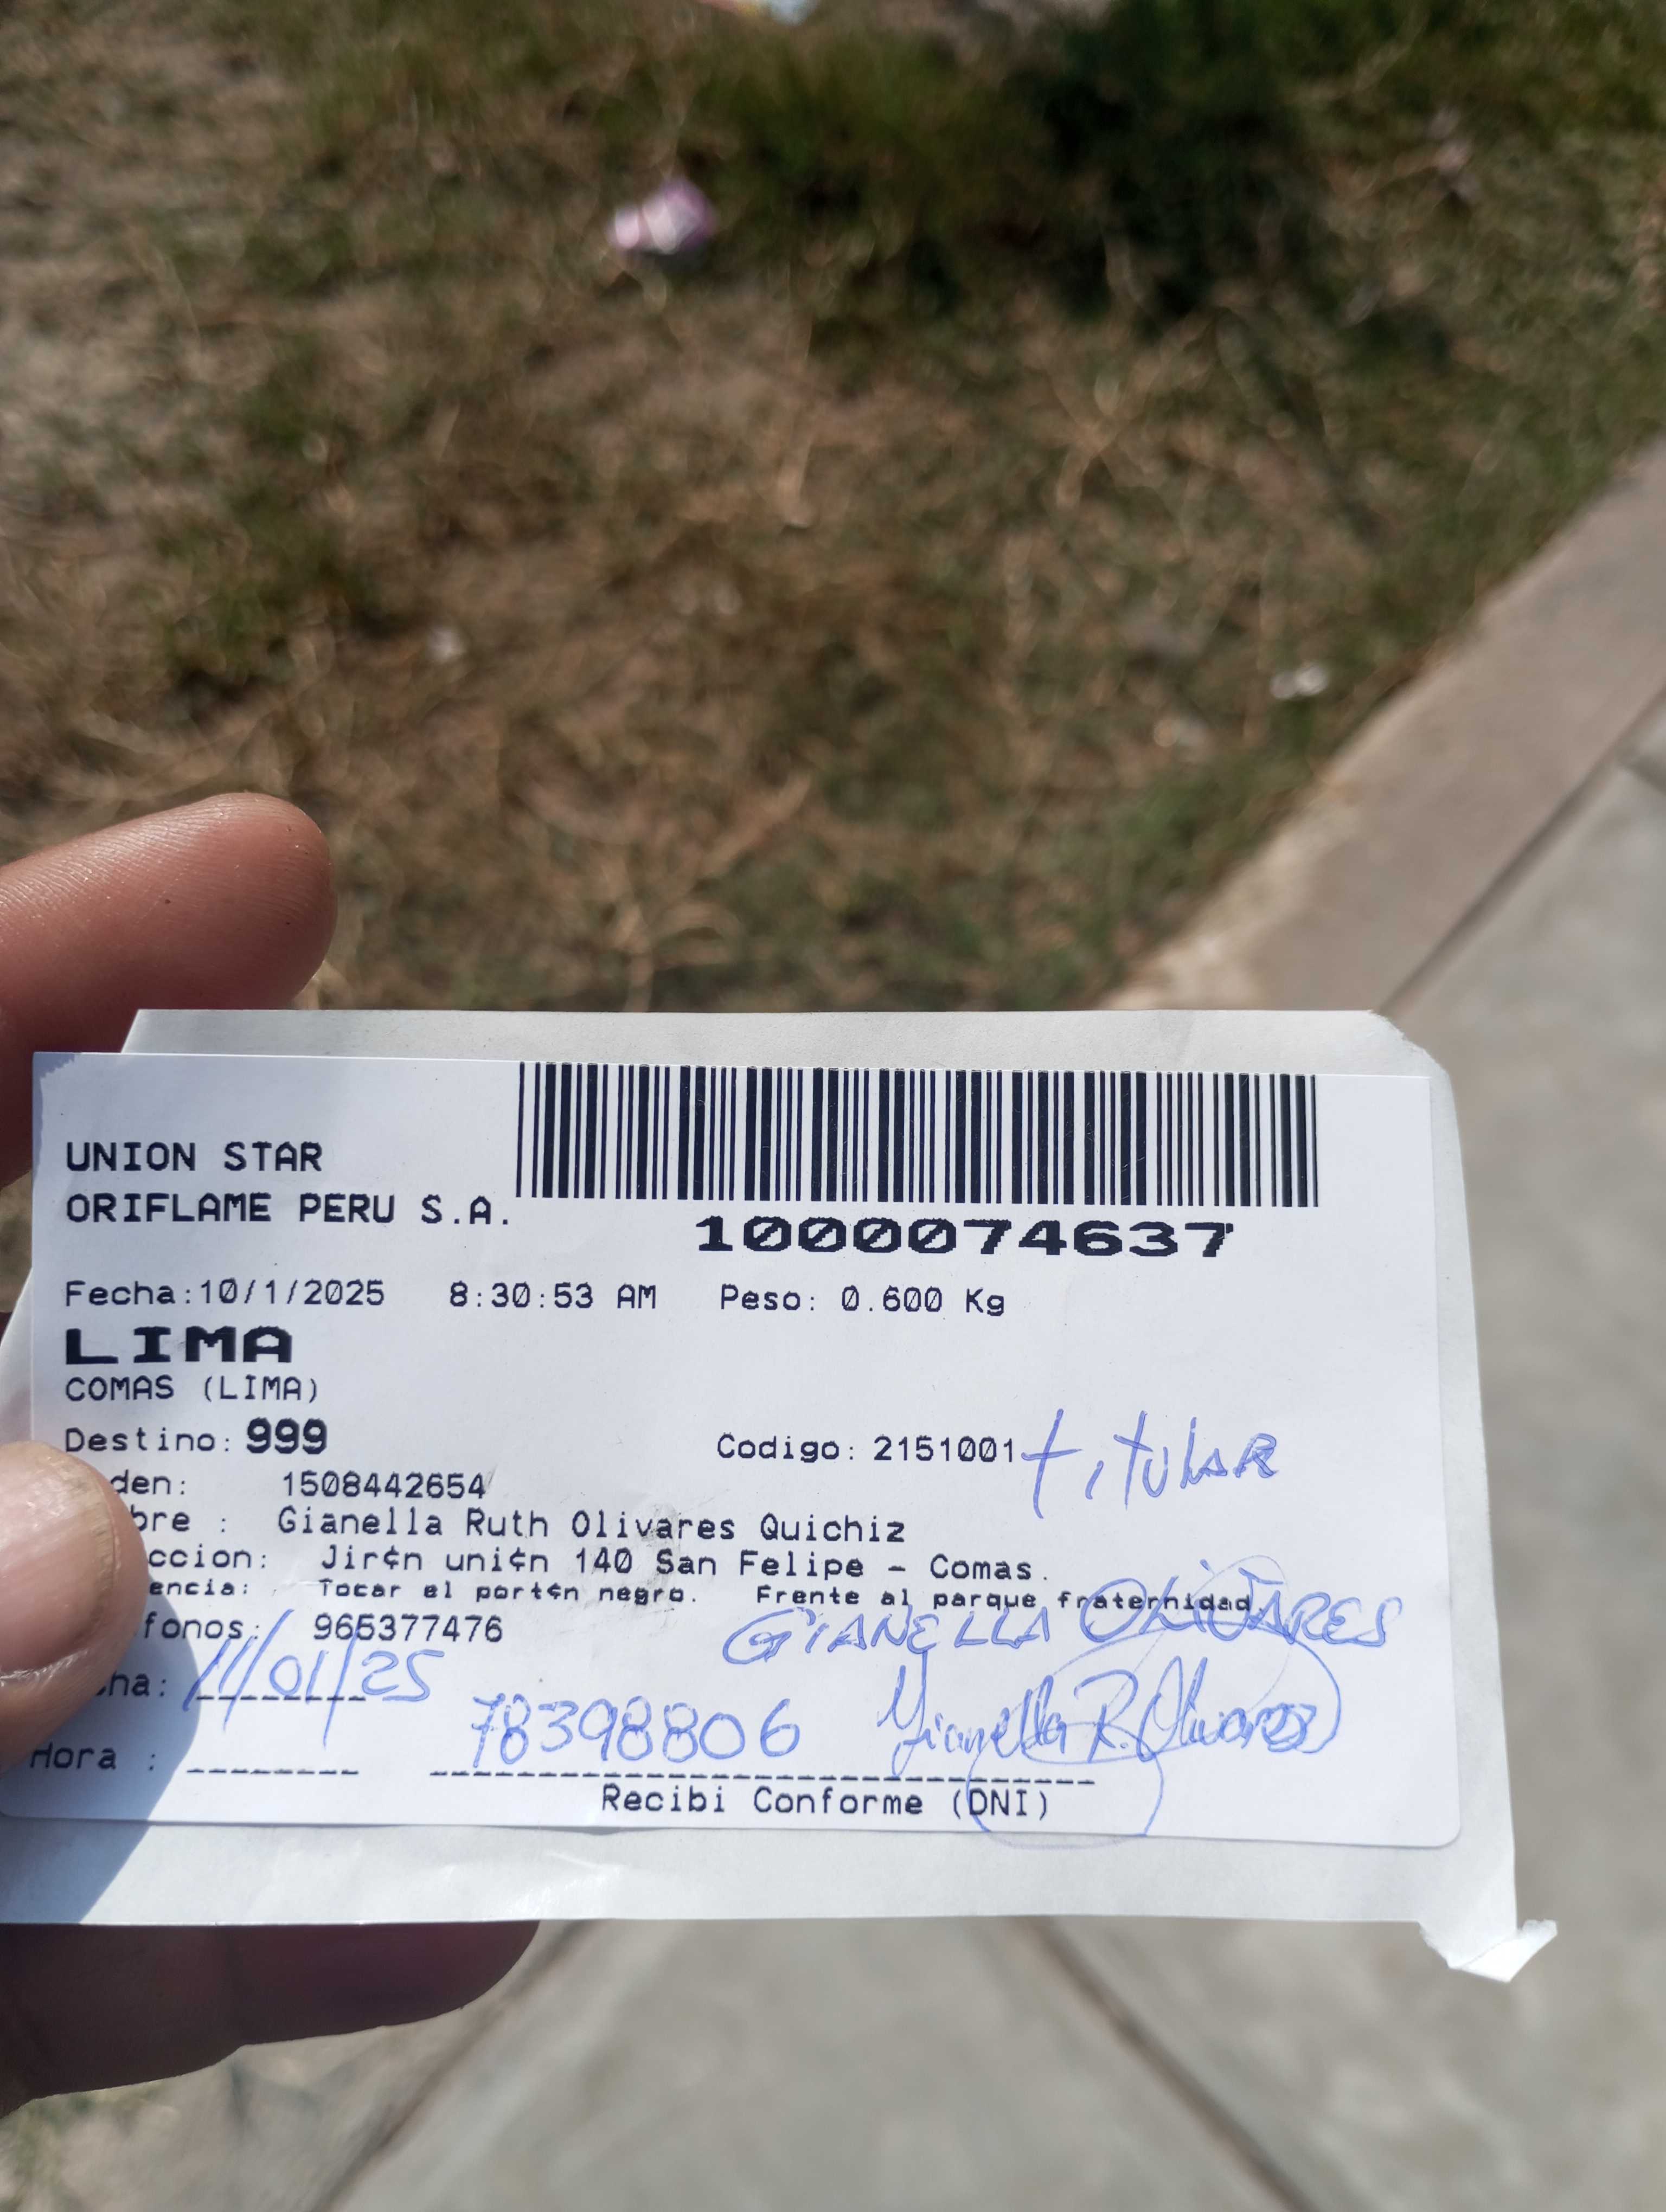 UNION STAR
ORIFLAME PERU S.A.
1000074637
Fecha:10/1/2025 8:30:53 AM Peso: 0.600 Kg
LIMA
COMAS (LIMA)
Destino: 999 Codigo: 2151001 titular
den: 1508442654
bre : Gianella Ruth Olivares Quichiz
ccion: Jir¢n uni¢n 140 San Felipe - Comas.
encia: Tocar el port¢n negro. Frente al parque fraternidad
fonos: 965377476 GIANELLA OLIVARES
ha: 11/01/25
78398806 Gianella R. Olivares
Hora :
Recibi Conforme (DNI)